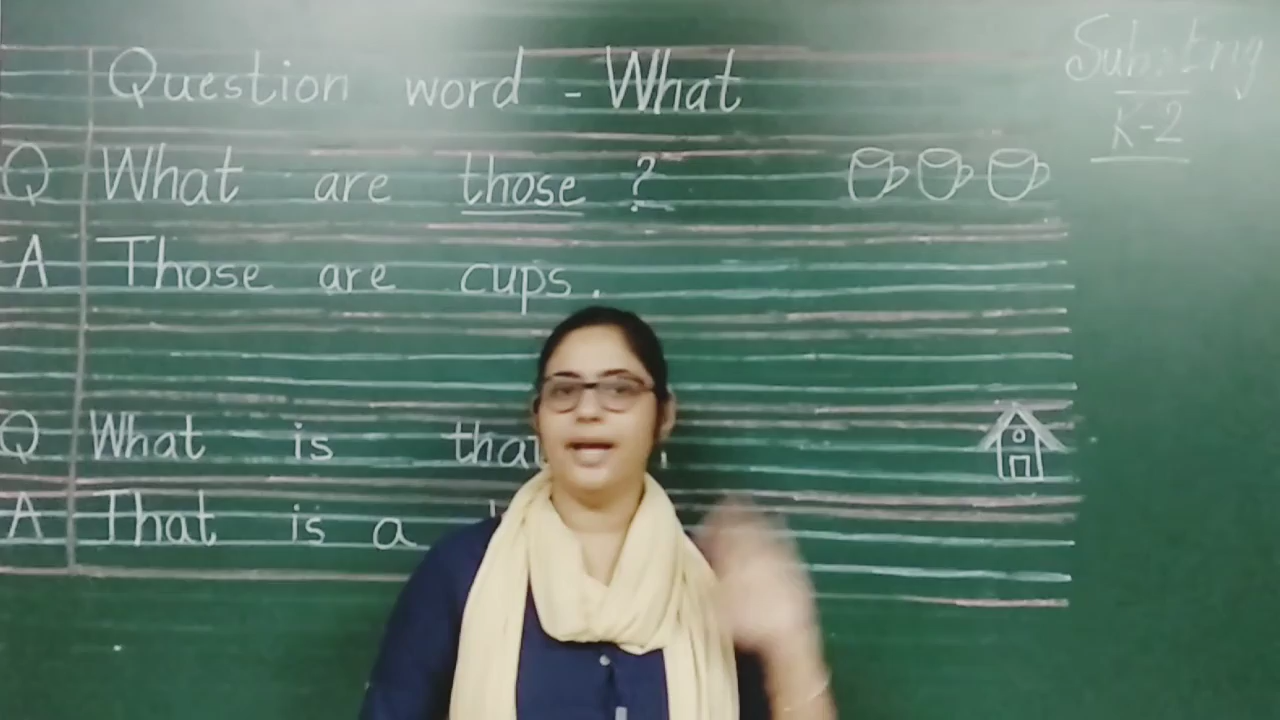 Question word - What
Q What are those ?
A Those are cups.
Q What is
A That is a
K-2